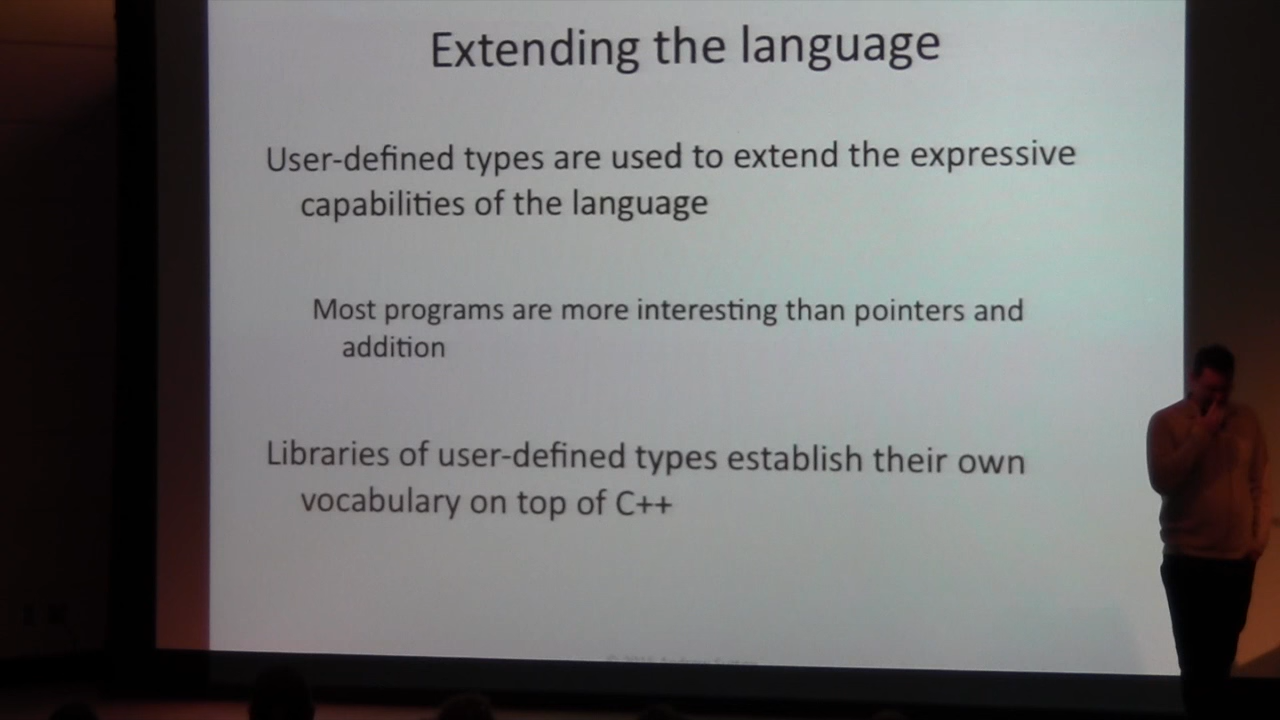 Extending the language
User-defined types are used to extend the expressive
capabilities of the language
Most programs are more interesting than pointers and
addition
Libraries of user-defined types establish their own
vocabulary on top of C++